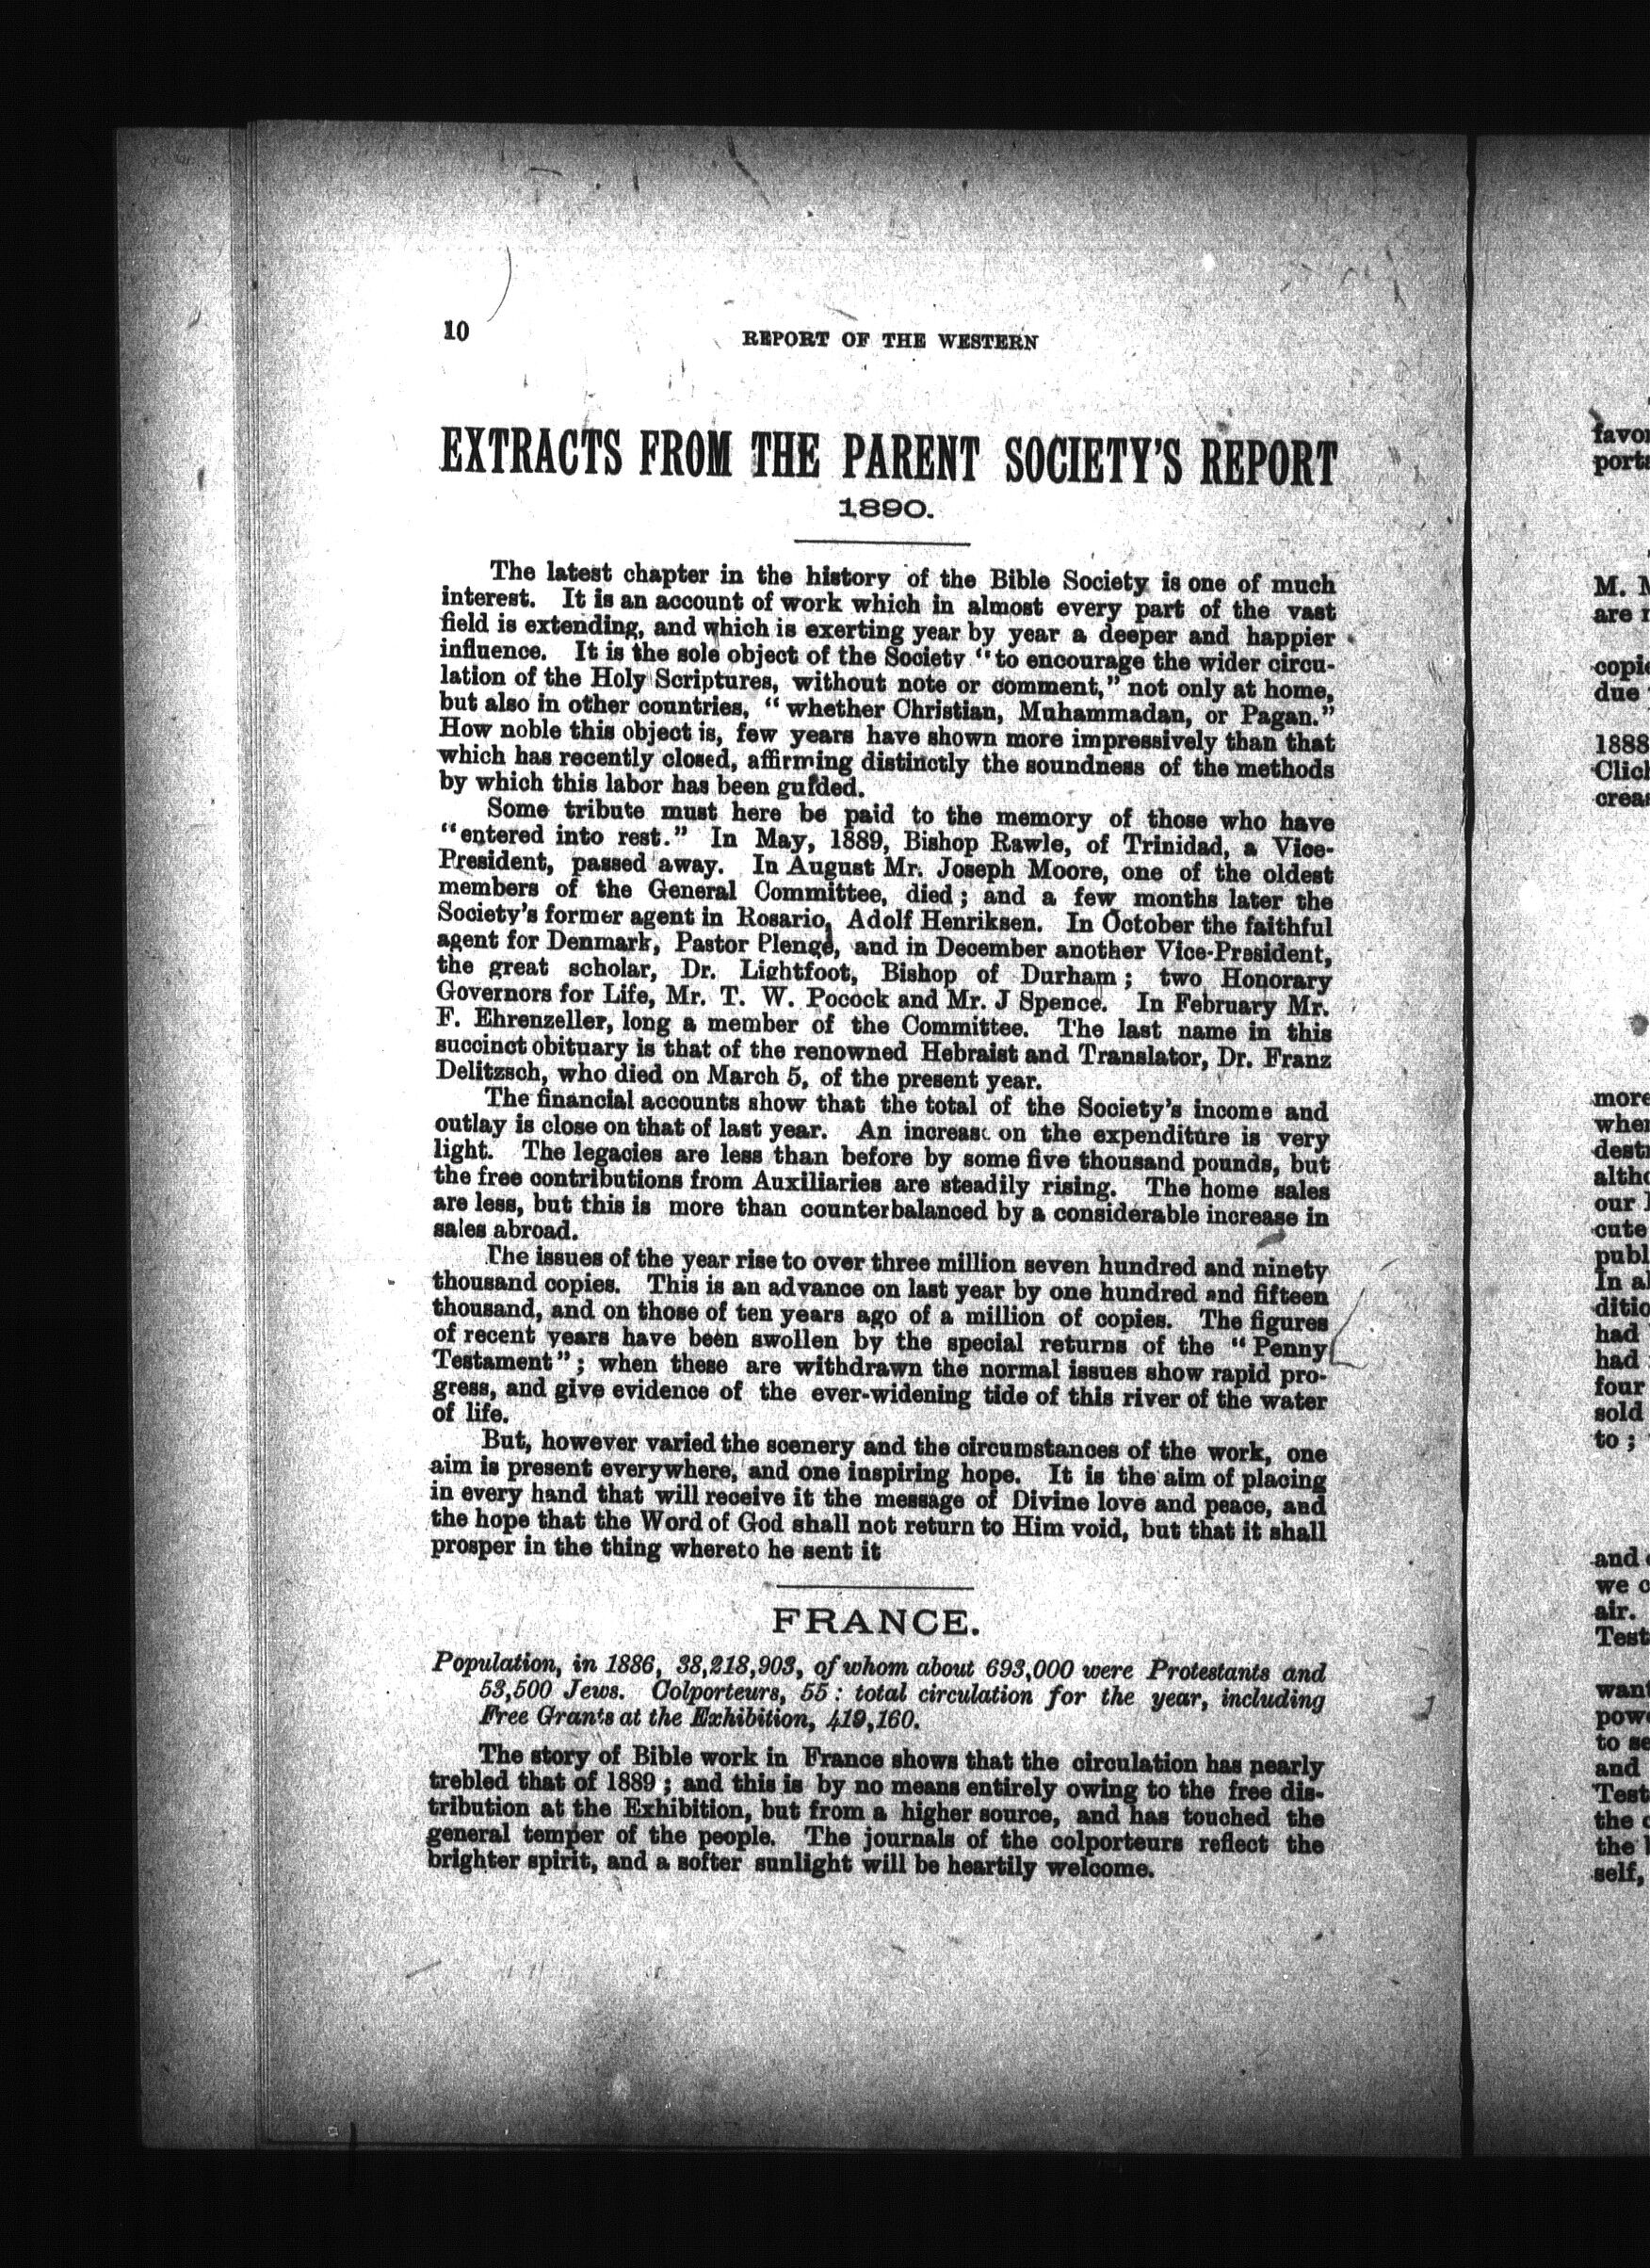 10
REPORT OF THE WESTERN
EXTRACTS FROM THE PARENT SOCIETY'S REPORT
1890.
The latest chapter in the history of the Bible Society is one of much
interest. It is an account of work which in almost every part of the vast
field is extending, and which is exerting year by year a deeper and happier
influence. It is the sole object of the Society "to encourage the wider circu-
lation of the Holy Scriptures, without note or comment," not only at home,
but also in other countries, "whether Christian, Muhammadan, or Pagan."
How noble this object is, few years have shown more impressively than that
which has recently closed, affirming distinctly the soundness of the methods
by which this labor has been guided.
Some tribute must here be paid to the memory of those who have
"entered into rest." In May, 1889, Bishop Rawle, of Trinidad, a Vice-
President, passed away. In August Mr. Joseph Moore, one of the oldest
members of the General Committee, died; and a few months later the
Society's former agent in Rosario, Adolf Henriksen. In October the faithful
agent for Denmark, Pastor Plenge, and in December another Vice-President,
the great scholar, Dr. Lightfoot, Bishop of Durham; two Honorary
Governors for Life, Mr. T. W. Pocock and Mr. J Spence. In February Mr.
F. Ehrenzeller, long a member of the Committee. The last name in this
succinct obituary is that of the renowned Hebraist and Translator, Dr. Franz
Delitzsch, who died on March 5, of the present year.
The financial accounts show that the total of the Society's income and
outlay is close on that of last year. An increase on the expenditure is very
light. The legacies are less than before by some five thousand pounds, but
the free contributions from Auxiliaries are steadily rising. The home sales
are less, but this is more than counterbalanced by a considerable increase in
sales abroad.
The issues of the year rise to over three million seven hundred and ninety
thousand copies. This is an advance on last year by one hundred and fifteen
thousand, and on those of ten years ago of a million of copies. The figures
of recent years have been swollen by the special returns of the "Penny
Testament"; when these are withdrawn the normal issues show rapid pro-
gress, and give evidence of the ever-widening tide of this river of the water
of life.
But, however varied the scenery and the circumstances of the work, one
aim is present everywhere, and one inspiring hope. It is the aim of placing
in every hand that will receive it the message of Divine love and peace, and
the hope that the Word of God shall not return to Him void, but that it shall
prosper in the thing whereto he sent it
FRANCE.
Population, in 1886, 38,218,903, of whom about 693,000 were Protestants and
53,500 Jews. Colporteurs, 55: total circulation for the year, including
Free Grants at the Exhibition, 419,160.
The story of Bible work in France shows that the circulation has nearly
trebled that of 1889; and this is by no means entirely owing to the free dis-
tribution at the Exhibition, but from a higher source, and has touched the
general temper of the people. The journals of the colporteurs reflect the
brighter spirit, and a softer sunlight will be heartily welcome.
M.
are
due
1888
more
althо
our
cute
had
had
four
sold
to;
and
we
air.
to se
and
the
the
self,